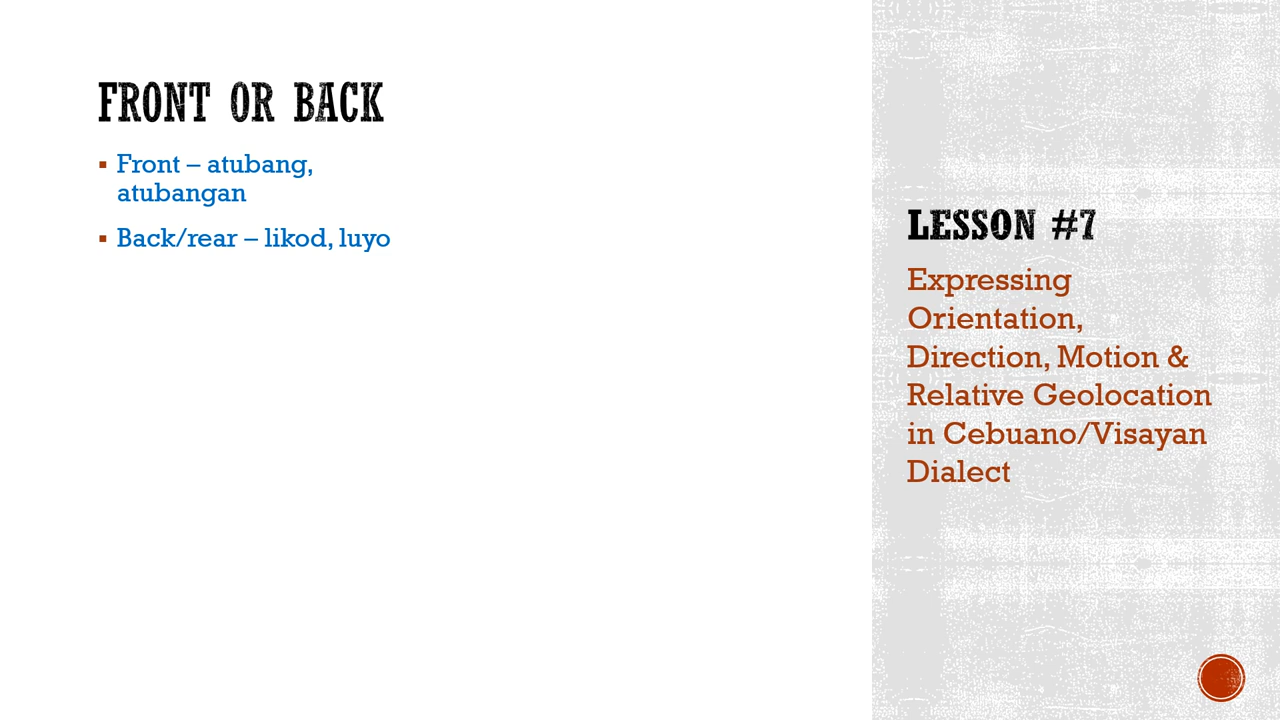 FRONT OR BACK
▪ Front – atubang,
atubangan
▪ Back/rear – likod, luyo
LESSON #7
Expressing
Orientation,
Direction, Motion &
Relative Geolocation
in Cebuano/Visayan
Dialect